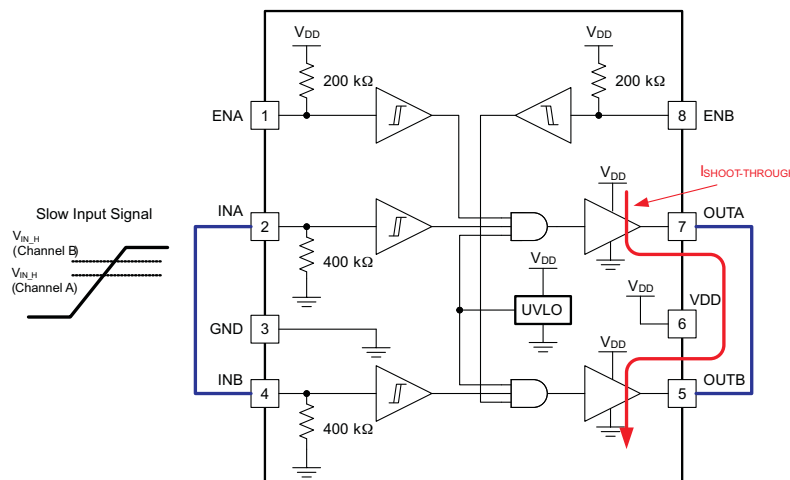 VDD
VDD
200 kΩ
200 kΩ
ENA
1
8
ENB
ISHOOT-THROUGH
VDD
Slow Input Signal
INA
2
7
OUTA
VIN_H
(Channel B)
VIN_H
(Channel A)
400 kΩ
VDD
VDD
VDD
GND
3
UVLO
6
VDD
INB
4
5
OUTB
400 kΩ